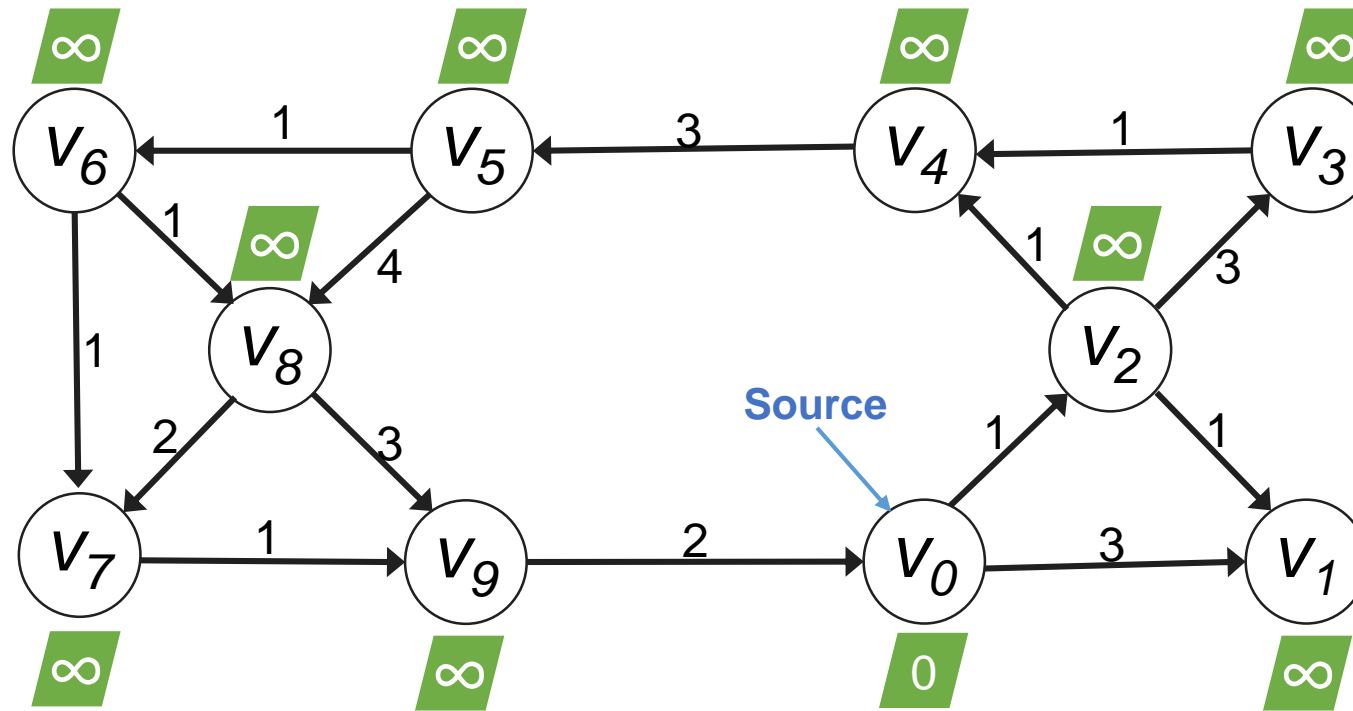 ∞ ∞ ∞ ∞
1 3 1
v6 v5 v4 v3
1 ∞ 4 1 ∞ 3
1 v8 v2
Source
2 3 1 1
v7 1 v9 2 v0 3 v1
∞ ∞ 0 ∞